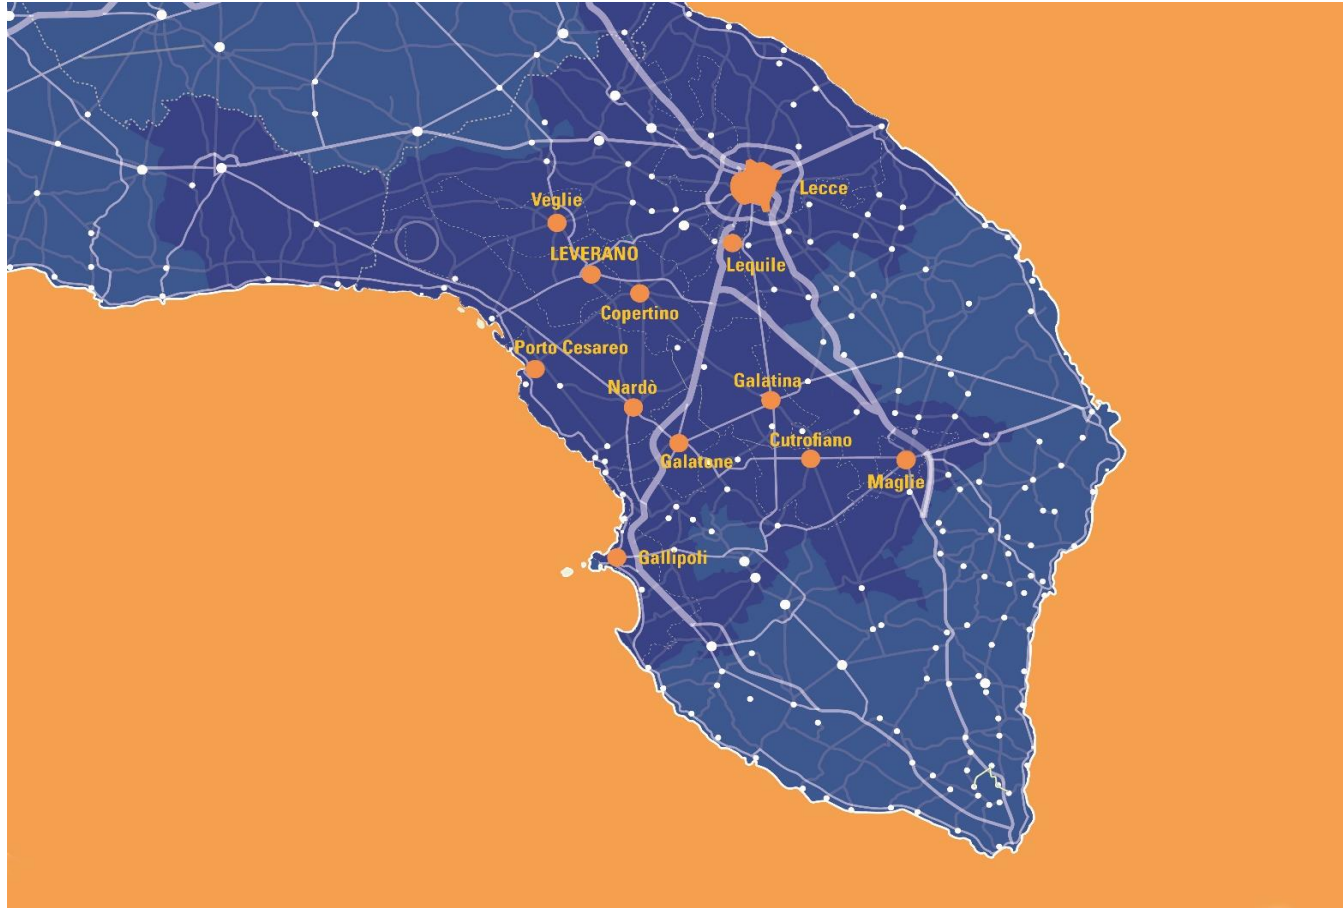 Lecce
Veglie
LEVERANO
Lequile
Copertino
Porto Cesareo
Nardò
Galatina
Cutrofiano
Galatone
Maglie
Gallipoli